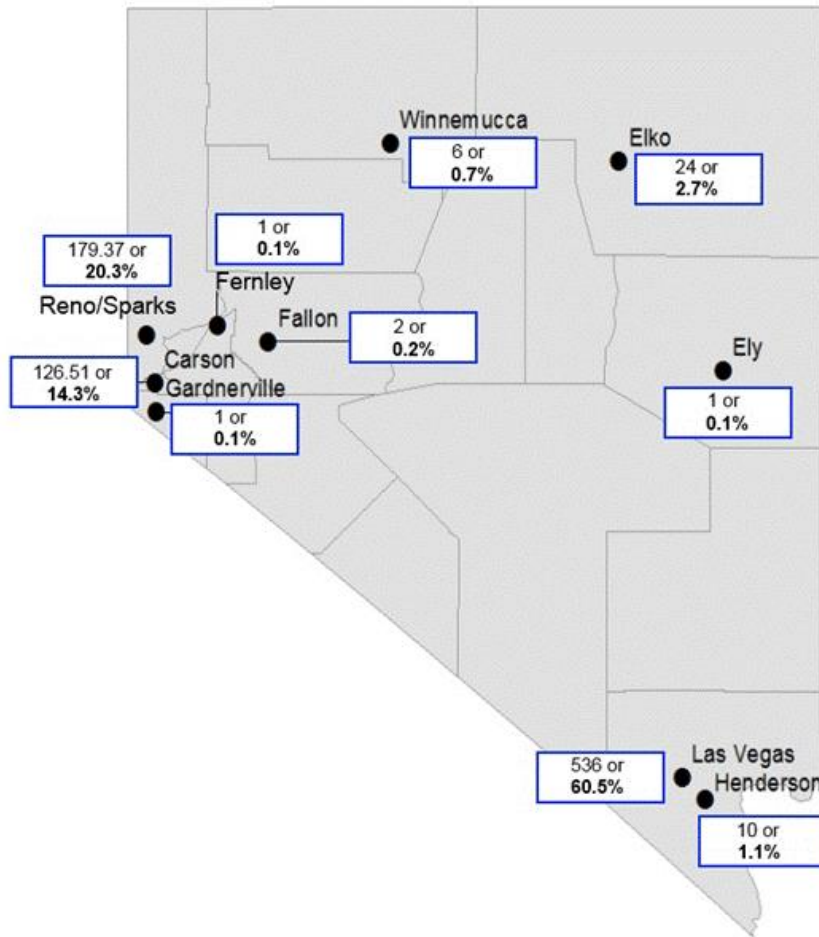 Winnemucca
6 or
0.7%
Elko
24 or
2.7%
1 or
0.1%
179.37 or
20.3%
Fernley
Reno/Sparks
Fallon
2 or
0.2%
Ely
1 or
0.1%
Carson
126.51 or
14.3%
Gardnerville
1 or
0.1%
Las Vegas
536 or
60.5%
Henderson
10 or
1.1%